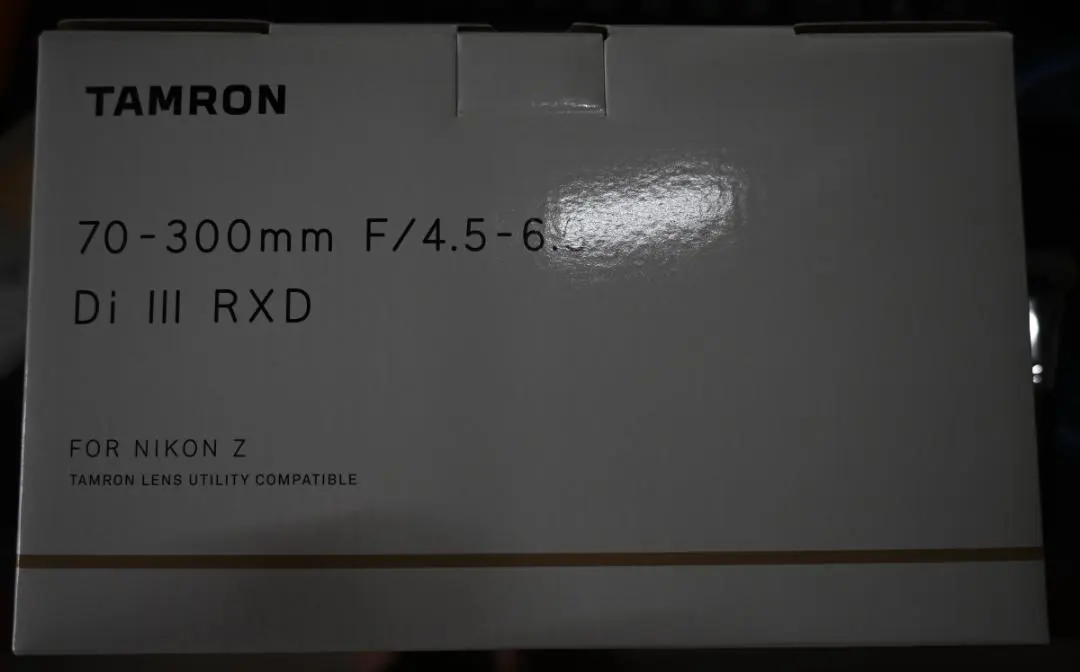 TAMRON
70-300mm F/4.5-6.
Di III RXD
FOR NIKON Z
TAMRON LENS UTILITY COMPATIBLE